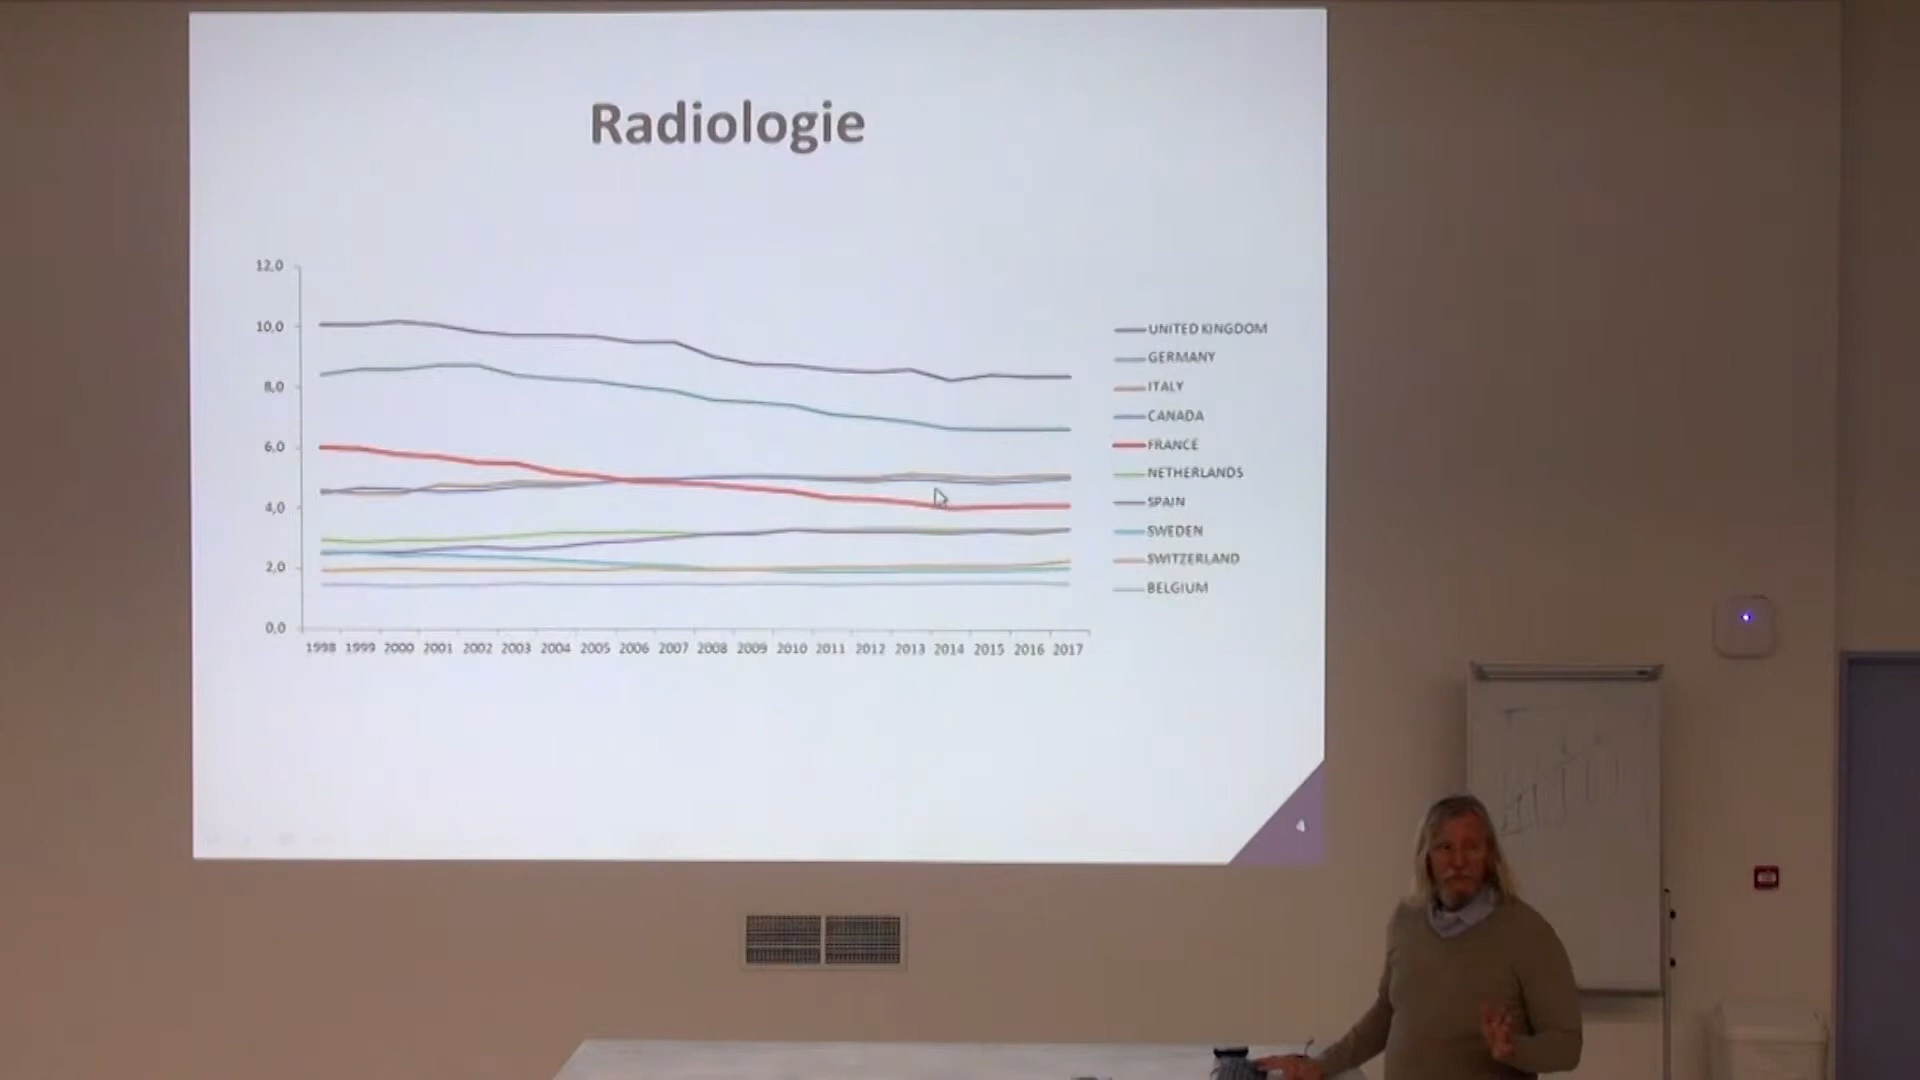 Radiologie
12,0
10,0
8,0
6,0
4,0
2,0
0,0
1998 1999 2000 2001 2002 2003 2004 2005 2006 2007 2008 2009 2010 2011 2012 2013 2014 2015 2016 2017
UNITED KINGDOM
GERMANY
ITALY
CANADA
FRANCE
NETHERLANDS
SPAIN
SWEDEN
SWITZERLAND
BELGIUM
4